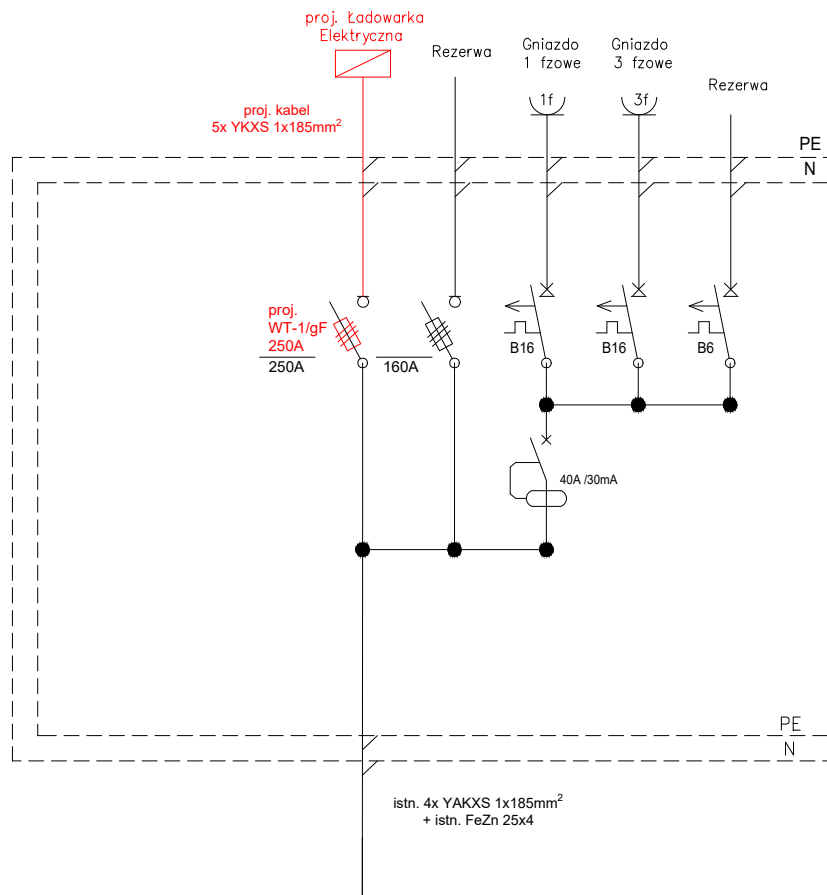 proj. Ładowarka
Elektryczna
Rezerwa
Gniazdo
1 fzowe
Gniazdo
3 fzowe
Rezerwa
1f
3f
proj. kabel
5x YKXS 1x185mm²
PE
N
proj.
WT-1/gF
250A
250A
160A
B16
B16
B6
40A /30mA
PE
N
istn. 4x YAKXS 1x185mm²
+ istn. FeZn 25x4